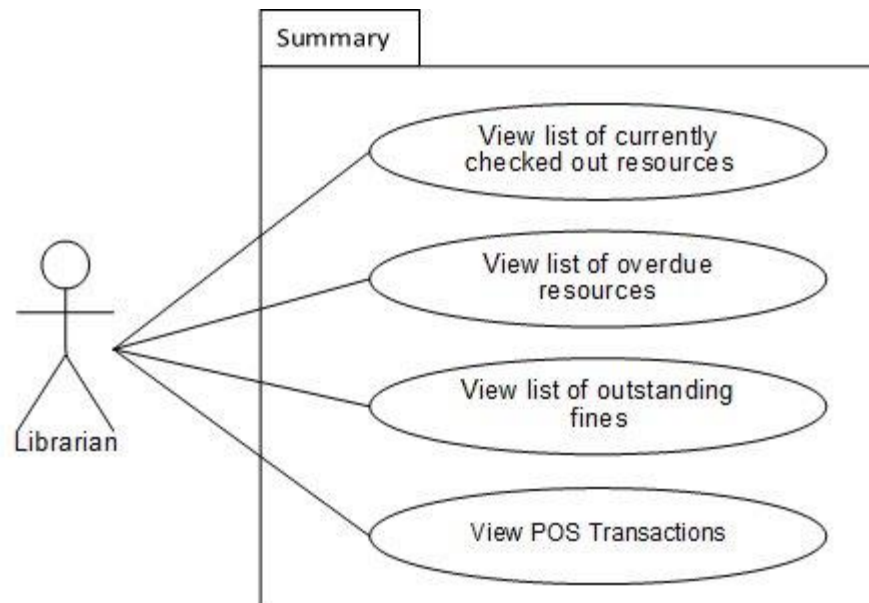 Summary
View list of currently
checked out resources
View list of overdue
resources
View list of outstanding
fines
View POS Transactions
Librarian